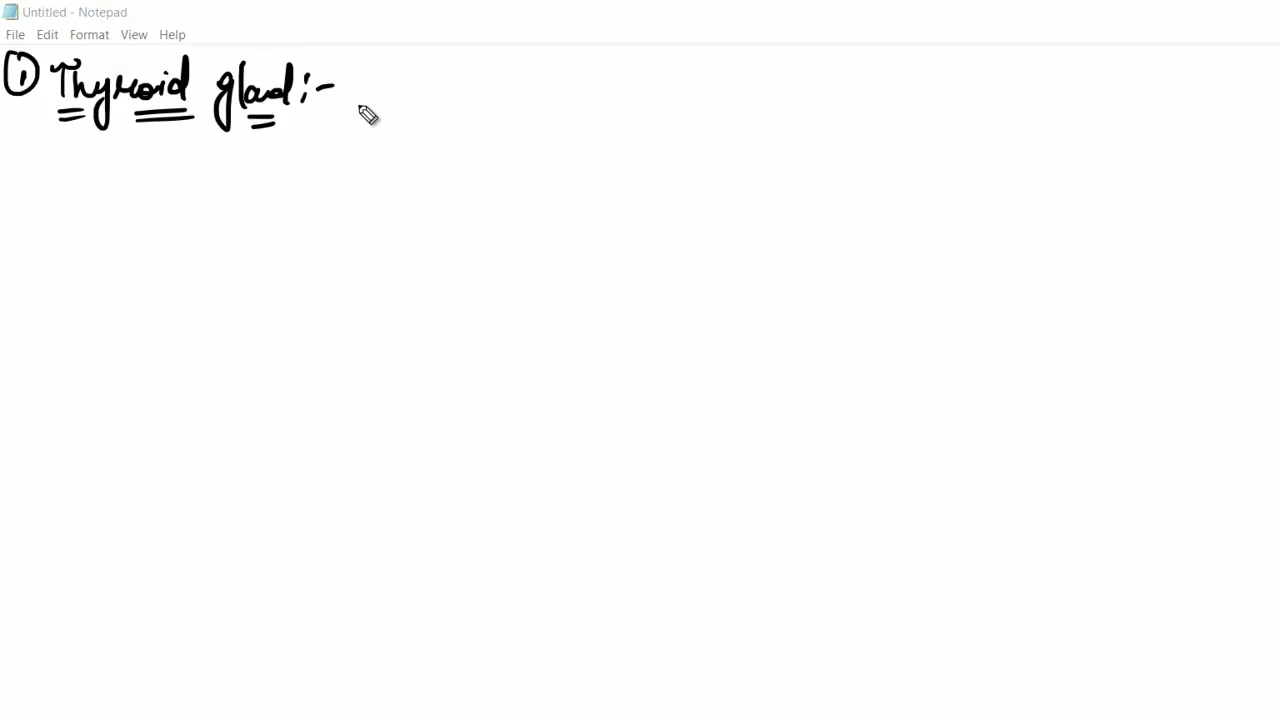 Untitled - Notepad
File Edit Format View Help
① Thyroid gland :-